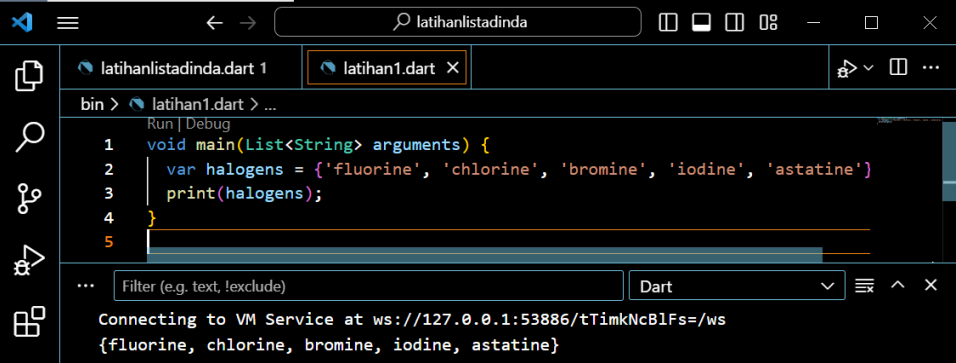 latihanlistadinda
latihanlistadinda.dart 1
latihan1.dart
bin > latihan1.dart > ...
Run | Debug
1 void main(List<String> arguments) {
2 var halogens = {'fluorine', 'chlorine', 'bromine', 'iodine', 'astatine'}
3 print(halogens);
4 }
5
Filter (e.g. text, !exclude)
Dart
Connecting to VM Service at ws://127.0.0.1:53886/tTimkNcBlFs=/ws
{fluorine, chlorine, bromine, iodine, astatine}